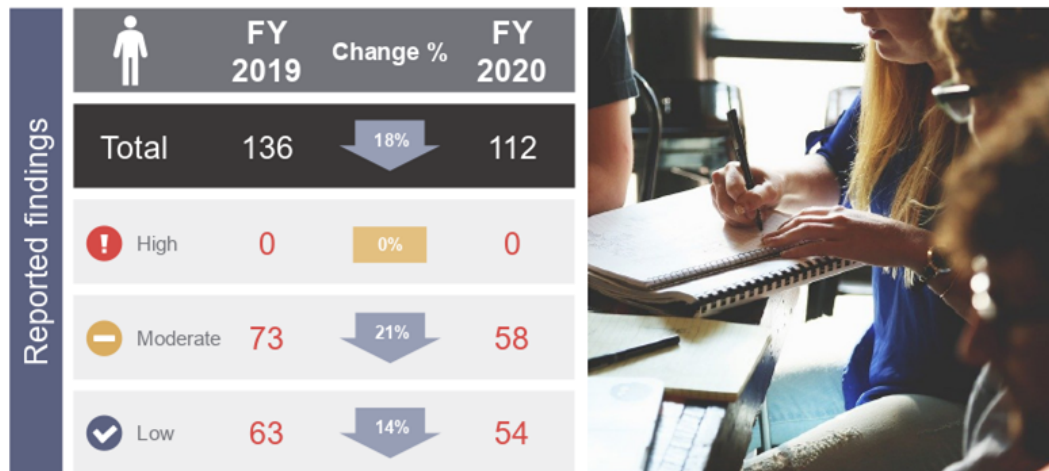 Reported findings
FY 2019 Change % FY 2020
Total 136 18% 112
High 0 0% 0
Moderate 73 21% 58
Low 63 14% 54